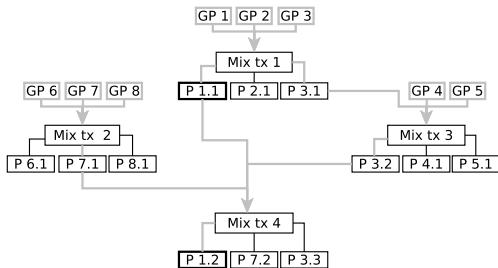 GP 1 GP 2 GP 3
Mix tx 1
P 1.1 P 2.1 P 3.1
GP 6 GP 7 GP 8
GP 4 GP 5
Mix tx 2
Mix tx 3
P 6.1 P 7.1 P 8.1
P 3.2 P 4.1 P 5.1
Mix tx 4
P 1.2 P 7.2 P 3.3